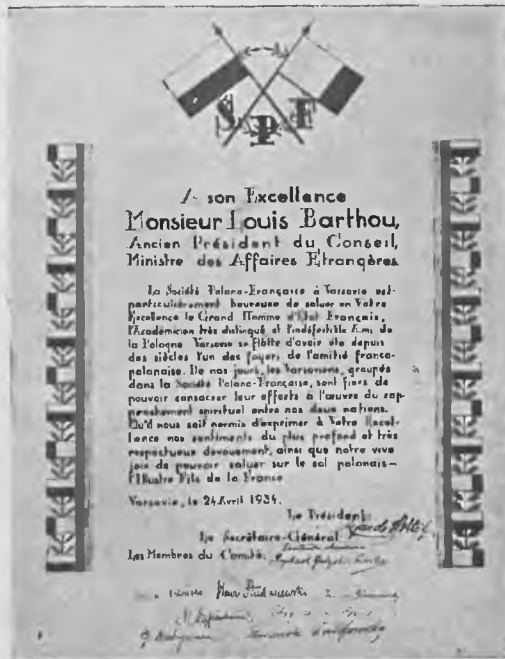 S P F
A son Excellence
Monsieur Louis Barthou,
Ancien Président du Conseil,
Ministre des Affaires Etrangères
La Société Polono-Française à Varsovie est
particulièrement heureuse de saluer en Votre
Excellence le Grand Homme d'Etat Français,
l'Académicien très distingué et l'indéfectible Ami de
la Pologne Varsovie se flatte d'avoir été depuis
des siècles l'un des foyers de l'amitié franco-
polonaise. De nos jours, les Varsoviens, groupés
dans la Société Polono-Française, sont fiers de
pouvoir consacrer leur efforts à l'œuvre du rap-
prochement spirituel entre nos deux nations.
Qu'il nous soit permis d'exprimer à Votre Excel-
lence nos sentiments du plus profond et très
respectueux devouement, ainsi que notre vive
joie de pouvoir saluer sur le sol polonais-
l'Illustre Fils de la France
Varsovie, le 24 Avril 1934.
Le Président:
Le Secrétaire-Général
Les Membres du Comité: